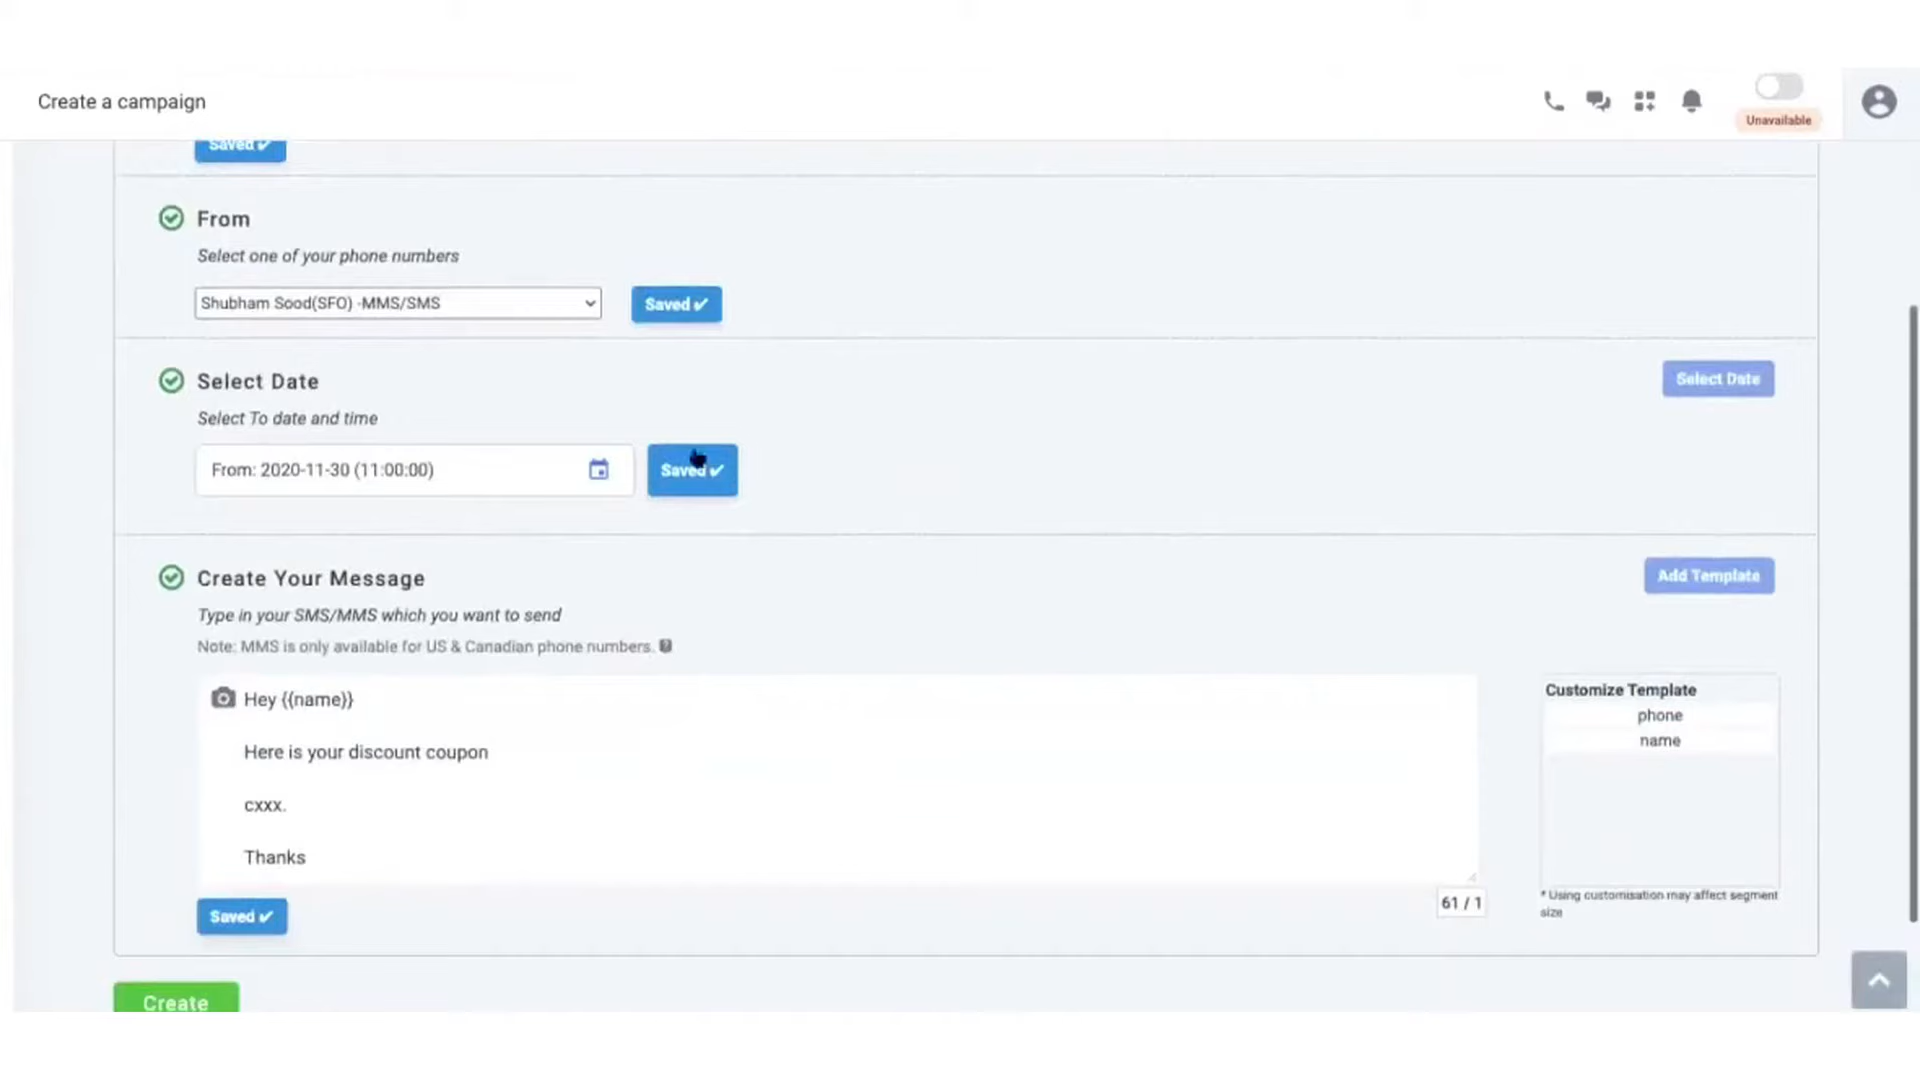 Create a campaign
Unavailable
Saved ✔
From
Select one of your phone numbers
Shubham Sood(SFO) -MMS/SMS
Saved ✔
Select Date
Select Date
Select To date and time
From: 2020-11-30 (11:00:00)
Saved ✔
Create Your Message
Add Template
Type in your SMS/MMS which you want to send
Note: MMS is only available for US & Canadian phone numbers.
Hey {{name}}
Here is your discount coupon
cxxx.
Thanks
Customize Template
phone
name
* Using customisation may affect segment
size
61 / 1
Saved ✔
Create